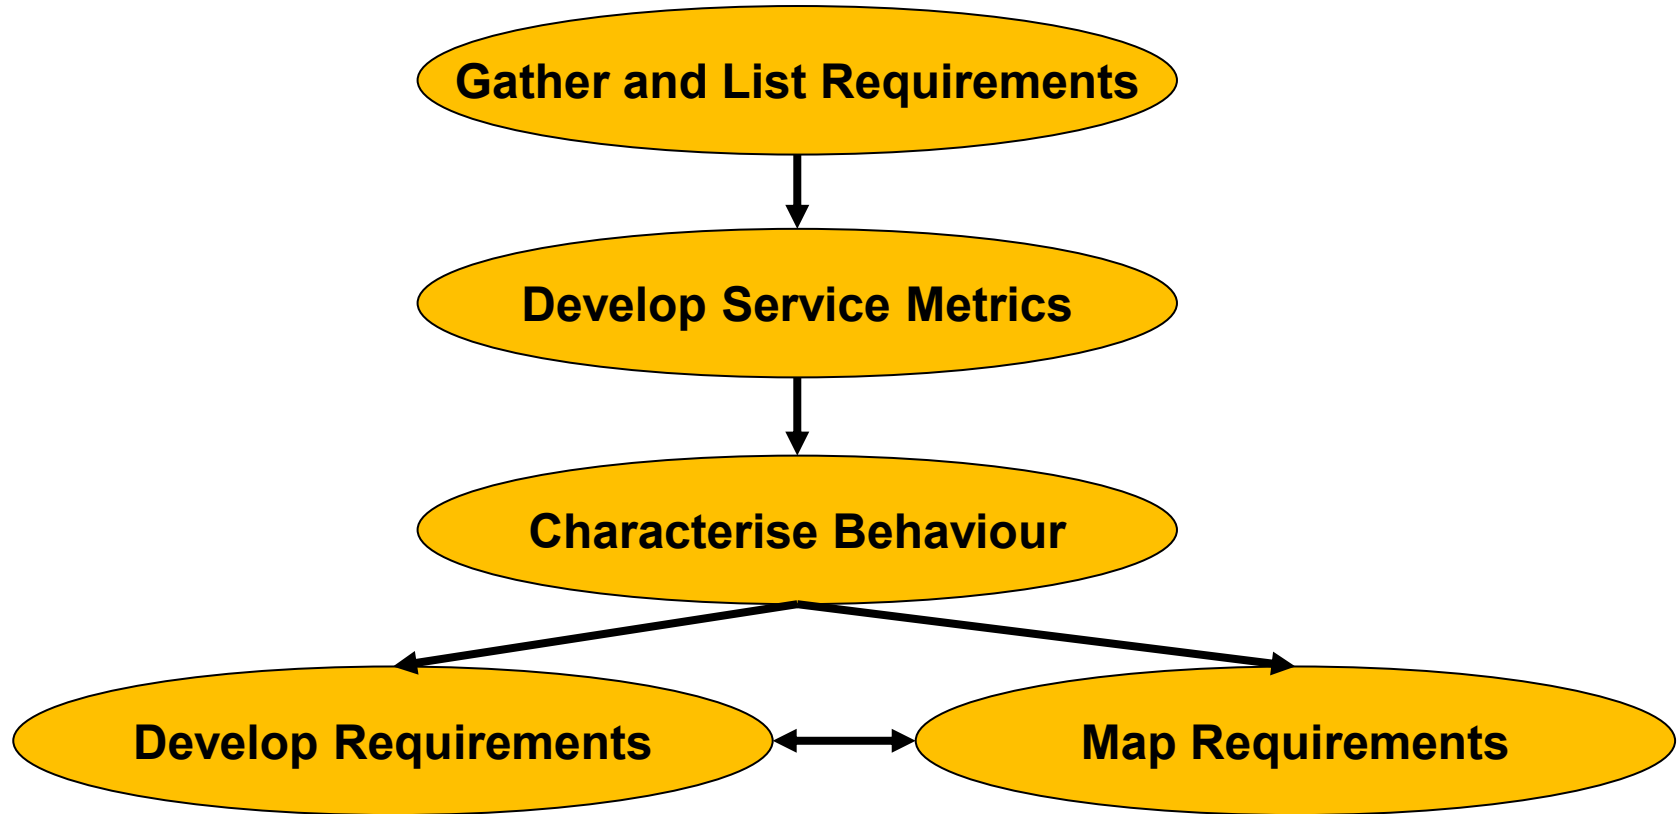 Gather and List Requirements
Develop Service Metrics
Characterise Behaviour
Develop Requirements
Map Requirements